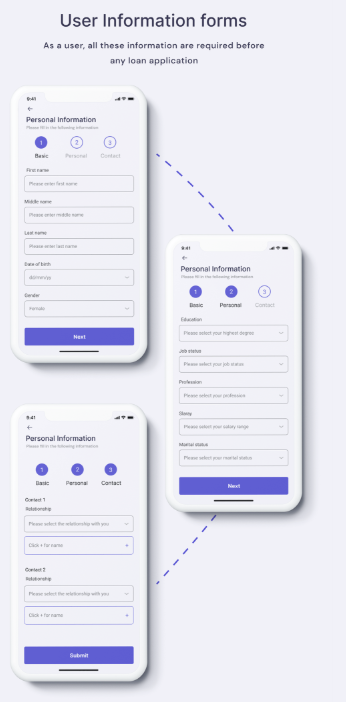 User Information forms
As a user, all these information are required before
any loan application
9:41
Personal Information
Please fill in the following information
1 2 3
Basic Personal Contact
First name
Please enter first name
Middle name
Please enter middle name
Last name
Please enter last name
Date of birth
dd/mm/yy
Gender
Female
Next
9:41
Personal Information
Please fill in the following information
1 2 3
Basic Personal Contact
Education
Please select your highest degree
Job status
Please select your job status
Profession
Please select your profession
Please select your salary range
Please select your marital status
Next
9:41
Personal Information
Please fill in the following information
1 2 3
Basic Personal Contact
Contact 1
Relationship
Please select the relationship with you
Click + for name +
Contact 2
Relationship
Please select the relationship with you
Click + for name +
Submit